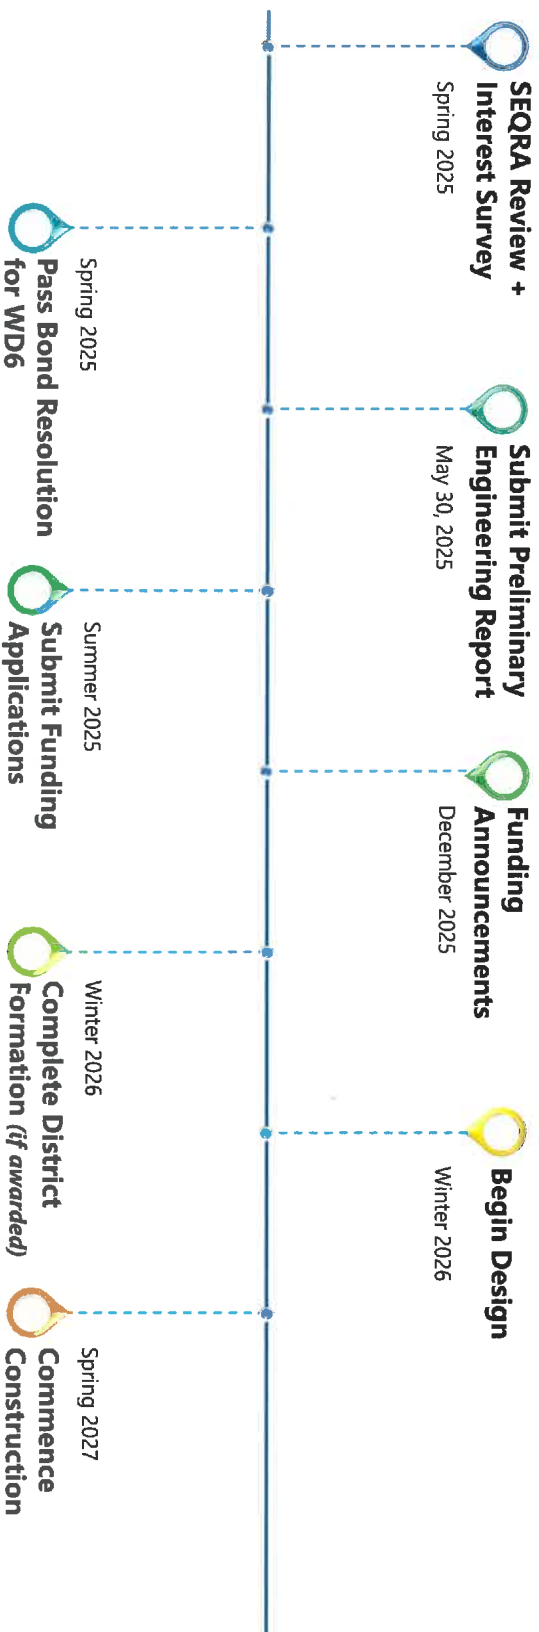 SEQRA Review +
Interest Survey
Spring 2025
Spring 2025
Pass Bond Resolution
for WD6
Submit Preliminary
Engineering Report
May 30, 2025
Summer 2025
Submit Funding
Applications
Funding
Announcements
December 2025
Winter 2026
Complete District
Formation (if awarded)
Begin Design
Winter 2026
Spring 2027
Commence
Construction